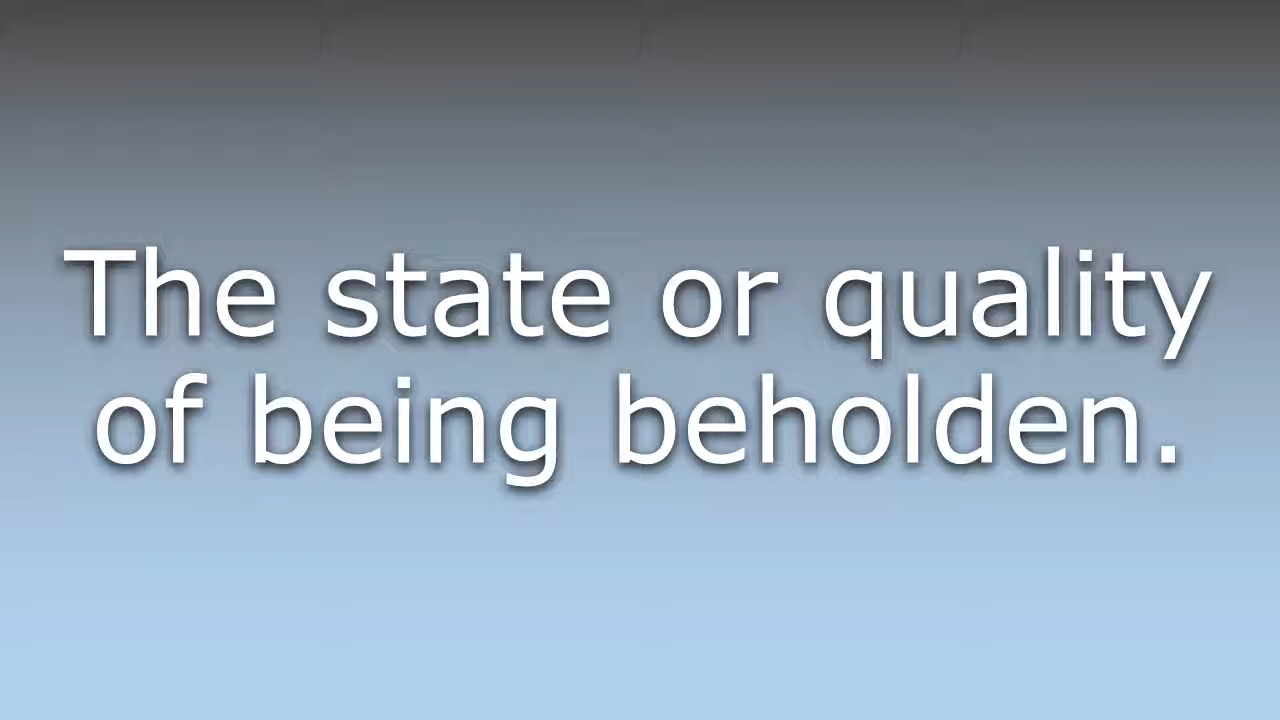 The state or quality
of being beholden.